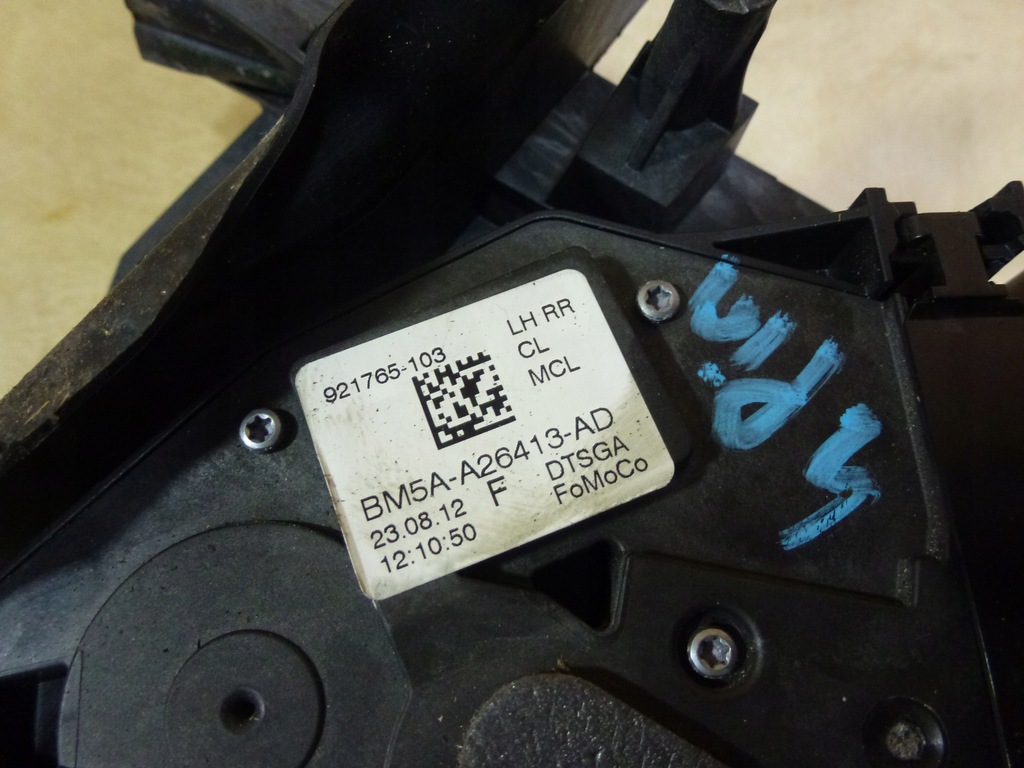 921765-103
LH RR
CL
MCL
BM5A-A26413-AD
23.08.12 F DTSGA
12:10:50 FoMoCo